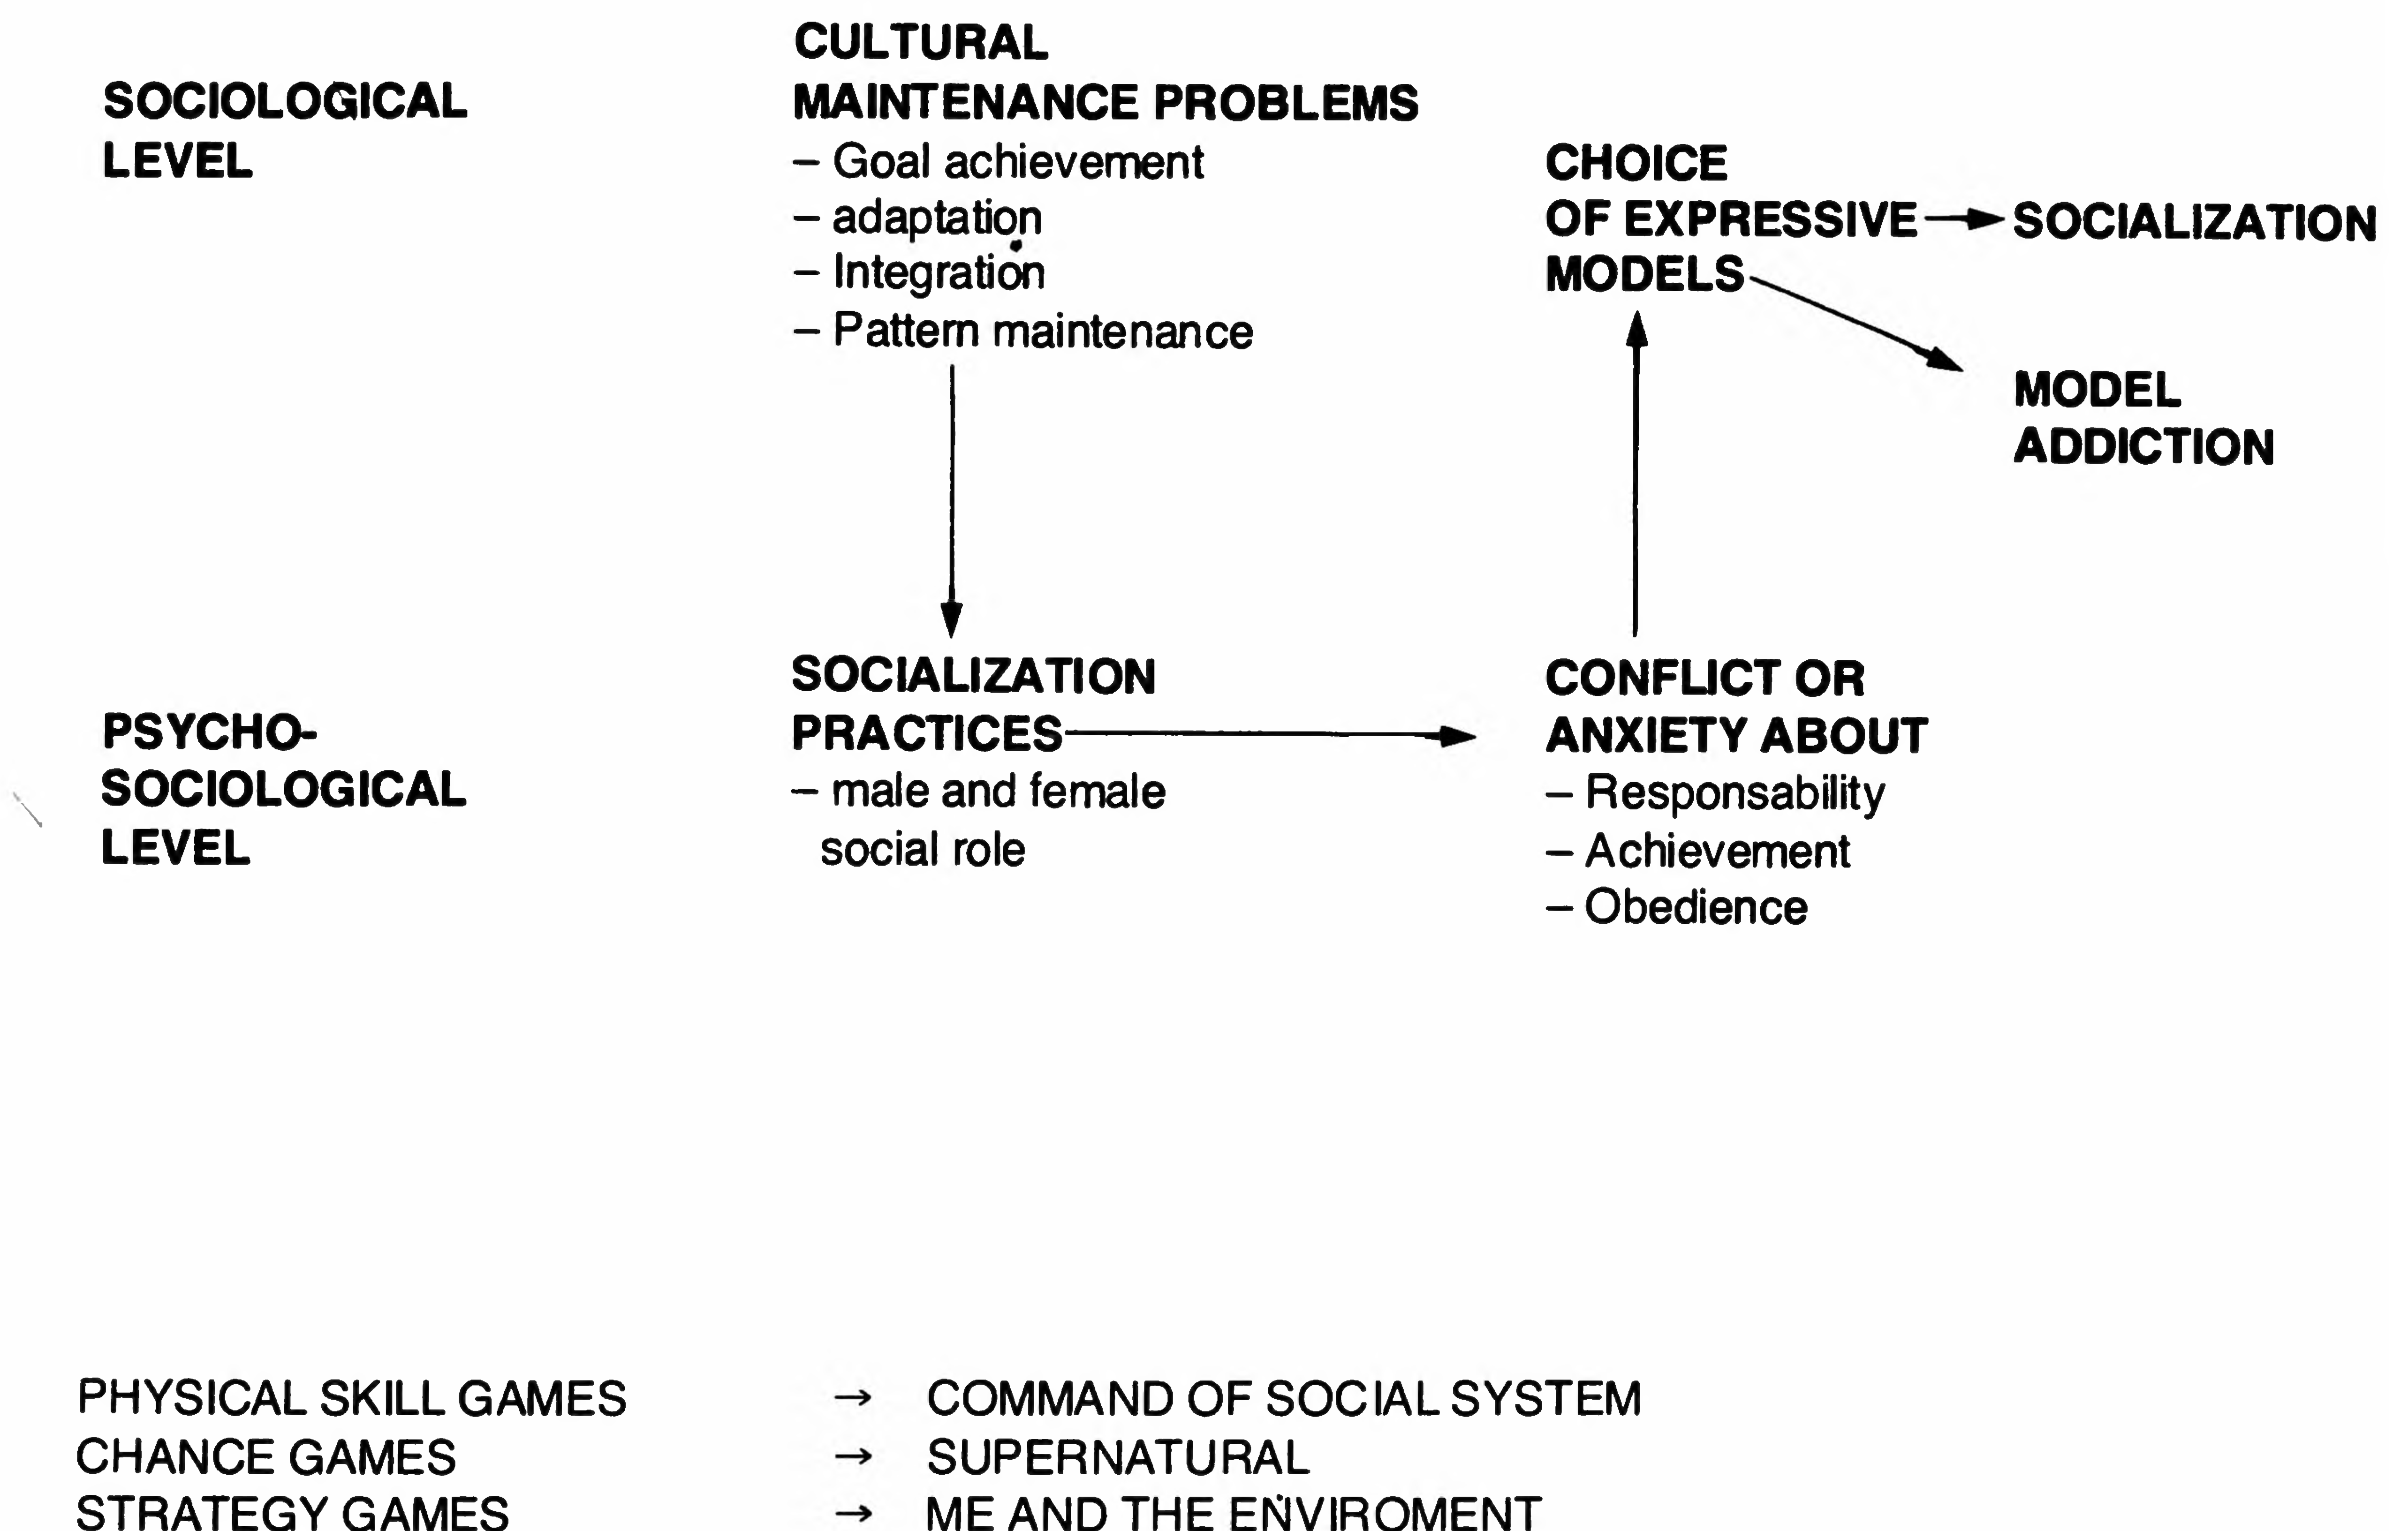 SOCIOLOGICAL
LEVEL
CULTURAL
MAINTENANCE PROBLEMS
– Goal achievement
– adaptation
– Integration
– Pattern maintenance
CHOICE
OF EXPRESSIVE → SOCIALIZATION
MODELS
MODEL
ADDICTION
PSYCHO-
SOCIOLOGICAL
LEVEL
SOCIALIZATION
PRACTICES
– male and female
social role
CONFLICT OR
ANXIETY ABOUT
– Responsability
– Achievement
– Obedience
PHYSICAL SKILL GAMES → COMMAND OF SOCIAL SYSTEM
CHANCE GAMES → SUPERNATURAL
STRATEGY GAMES → ME AND THE ENVIROMENT